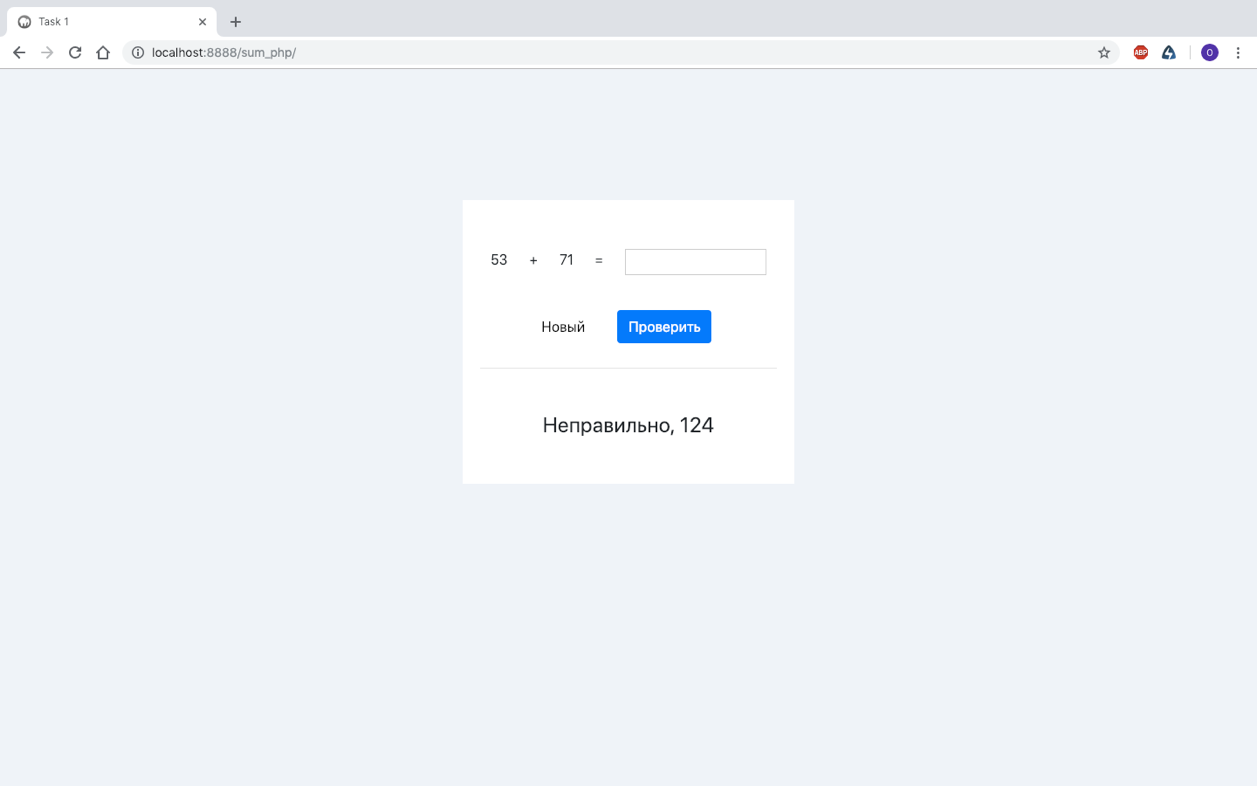 Task 1
localhost:8888/sum_php/
ABP
O
53 + 71 =
Новый Проверить
Неправильно, 124